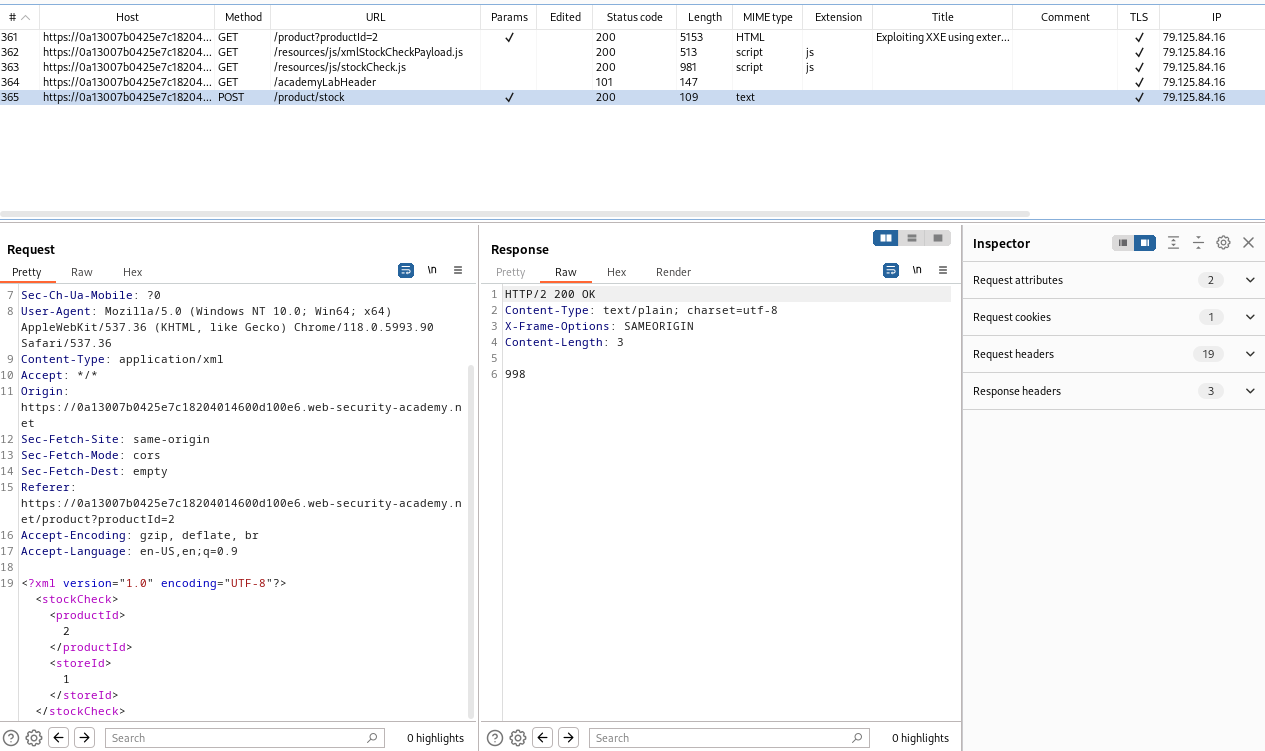 # Host Method URL Params Edited Status code Length MIME type Extension Title Comment TLS IP
361 https://0a13007b0425e7c18204... GET /product?productId=2 ✓ 200 5153 HTML Exploiting XXE using exter... ✓ 79.125.84.16
362 https://0a13007b0425e7c18204... GET /resources/js/xmlStockCheckPayload.js 200 513 script js ✓ 79.125.84.16
363 https://0a13007b0425e7c18204... GET /resources/js/stockCheck.js 200 981 script js ✓ 79.125.84.16
364 https://0a13007b0425e7c18204... GET /academyLabHeader 101 147 ✓ 79.125.84.16
365 https://0a13007b0425e7c18204... POST /product/stock ✓ 200 109 text ✓ 79.125.84.16
Request
Pretty Raw Hex \n
7 Sec-Ch-Ua-Mobile: ?0
8 User-Agent: Mozilla/5.0 (Windows NT 10.0; Win64; x64)
AppleWebKit/537.36 (KHTML, like Gecko) Chrome/118.0.5993.90
Safari/537.36
9 Content-Type: application/xml
10 Accept: */*
11 Origin:
https://0a13007b0425e7c18204014600d100e6.web-security-academy.n
et
12 Sec-Fetch-Site: same-origin
13 Sec-Fetch-Mode: cors
14 Sec-Fetch-Dest: empty
15 Referer:
https://0a13007b0425e7c18204014600d100e6.web-security-academy.n
et/product?productId=2
16 Accept-Encoding: gzip, deflate, br
17 Accept-Language: en-US,en;q=0.9
18
19 <?xml version="1.0" encoding="UTF-8"?>
<stockCheck>
<productId>
2
</productId>
<storeId>
1
</storeId>
</stockCheck>
Search 0 highlights
Response
Pretty Raw Hex Render \n
1 HTTP/2 200 OK
2 Content-Type: text/plain; charset=utf-8
3 X-Frame-Options: SAMEORIGIN
4 Content-Length: 3
5
6 998
Search 0 highlights
Inspector
Request attributes 2
Request cookies 1
Request headers 19
Response headers 3